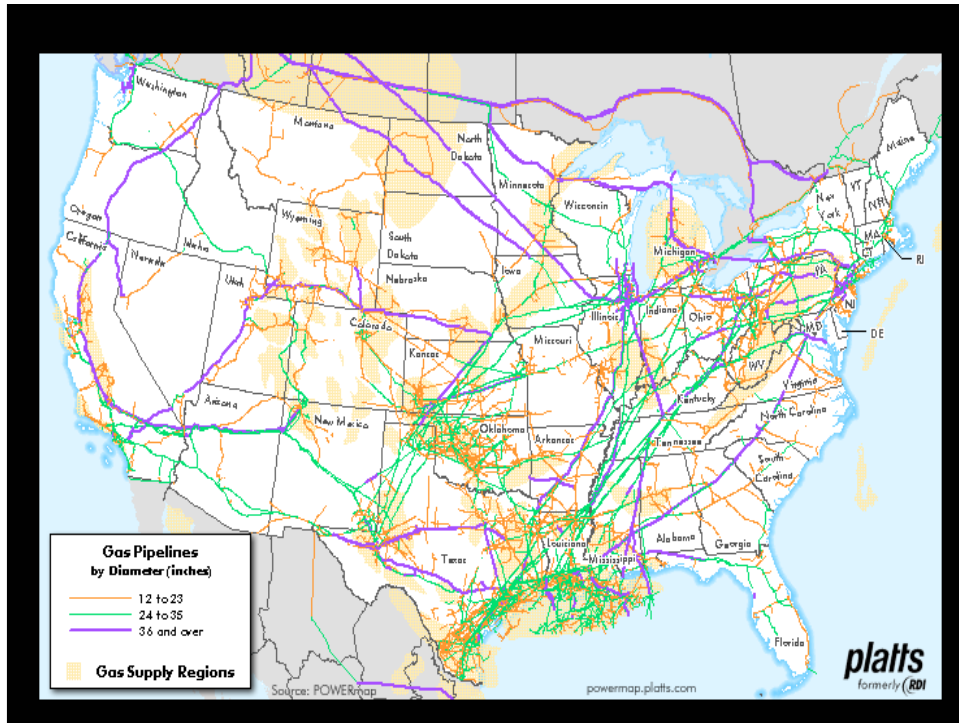 Washington
Montana
North
Dakota
Minnesota
Maine
Wisconsin
New
York
VT
NH
Oregon
California
Nevada
Idaho
Wyoming
South
Dakota
Michigan
MA
CT
RI
Utah
Nebraska
Iowa
PA
Illinois
Indiana
Ohio
NJ
MD
DE
Colorado
Kansas
Missouri
WV
Virginia
Kentucky
Arizona
New Mexico
Oklahoma
Arkansas
Tennessee
North Carolina
South
Carolina
Texas
Louisiana
Mississippi
Alabama
Georgia
Florida
Gas Pipelines
by Diameter (inches)
12 to 23
24 to 35
36 and over
Gas Supply Regions
Source: POWERmap
powermap.platts.com
platts
formerly RDI